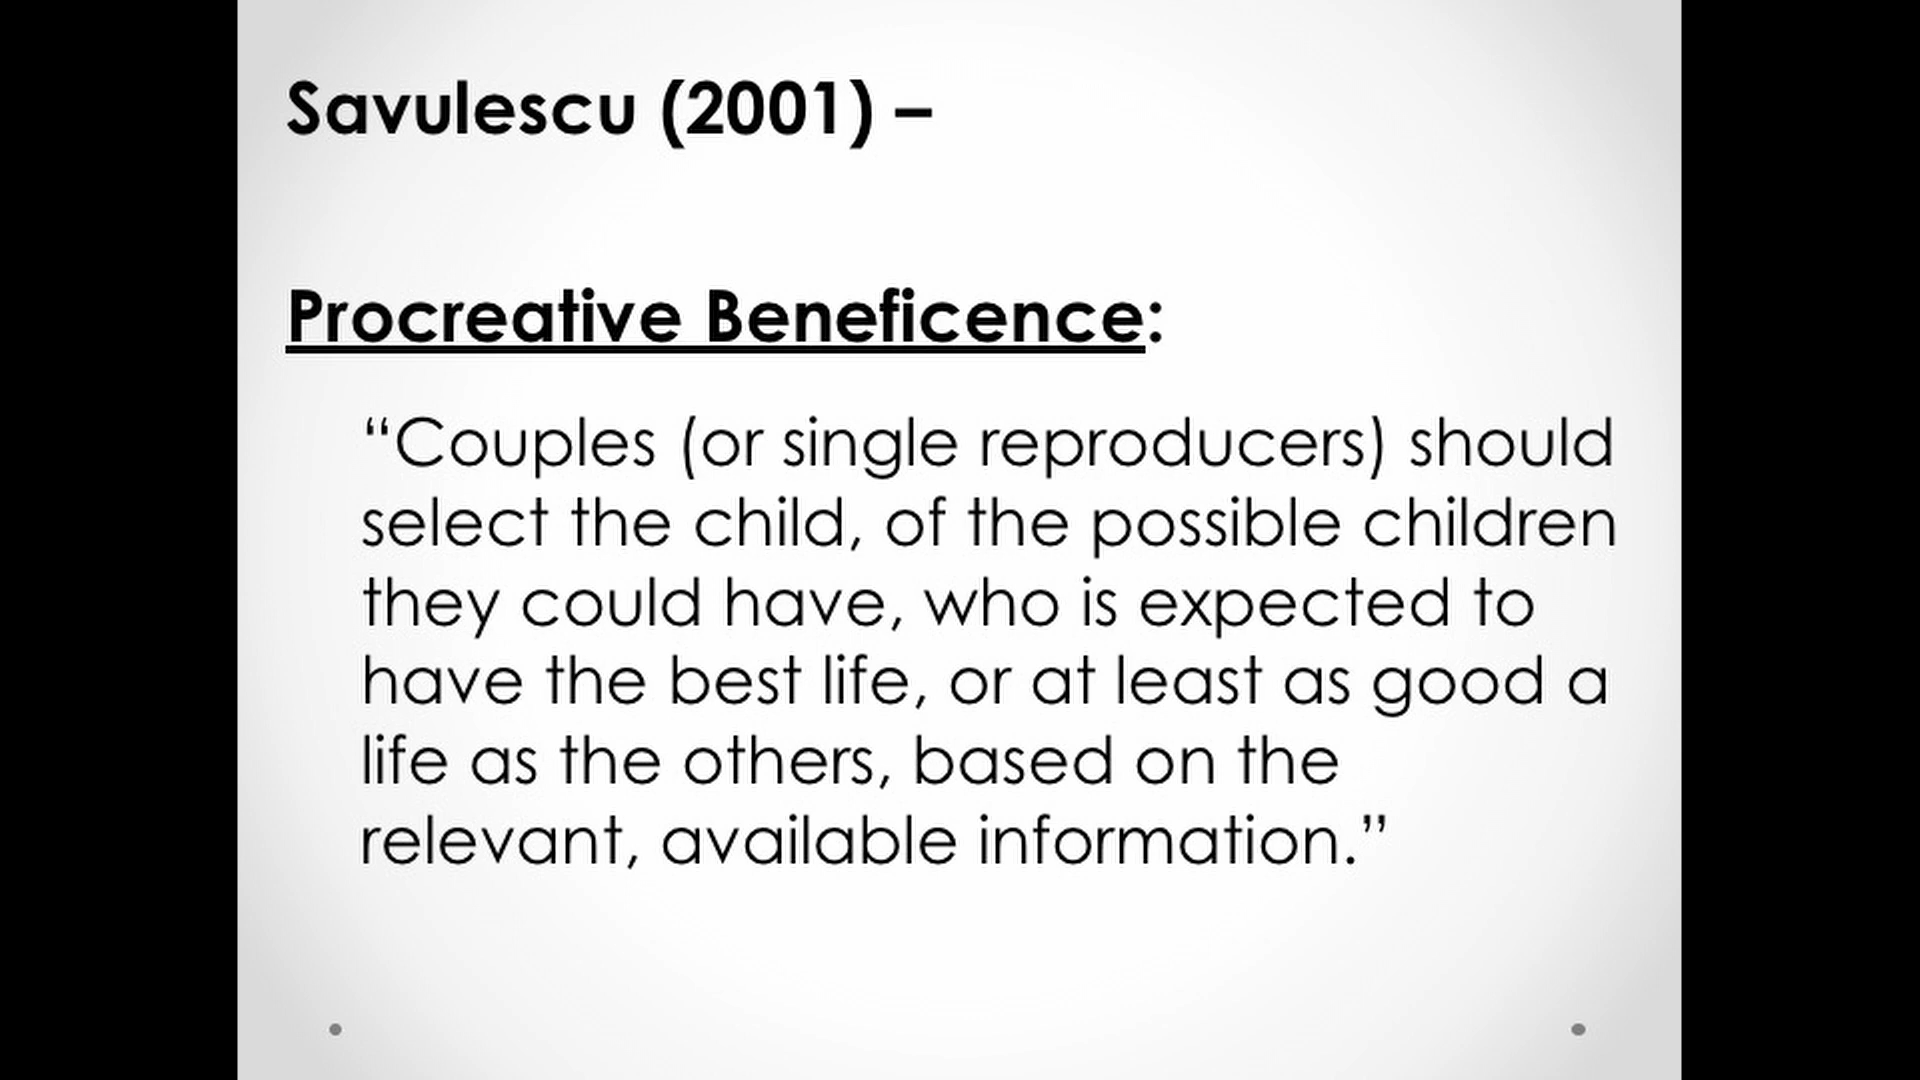 Savulescu (2001) –
Procreative Beneficence:
“Couples (or single reproducers) should
select the child, of the possible children
they could have, who is expected to
have the best life, or at least as good a
life as the others, based on the
relevant, available information.”